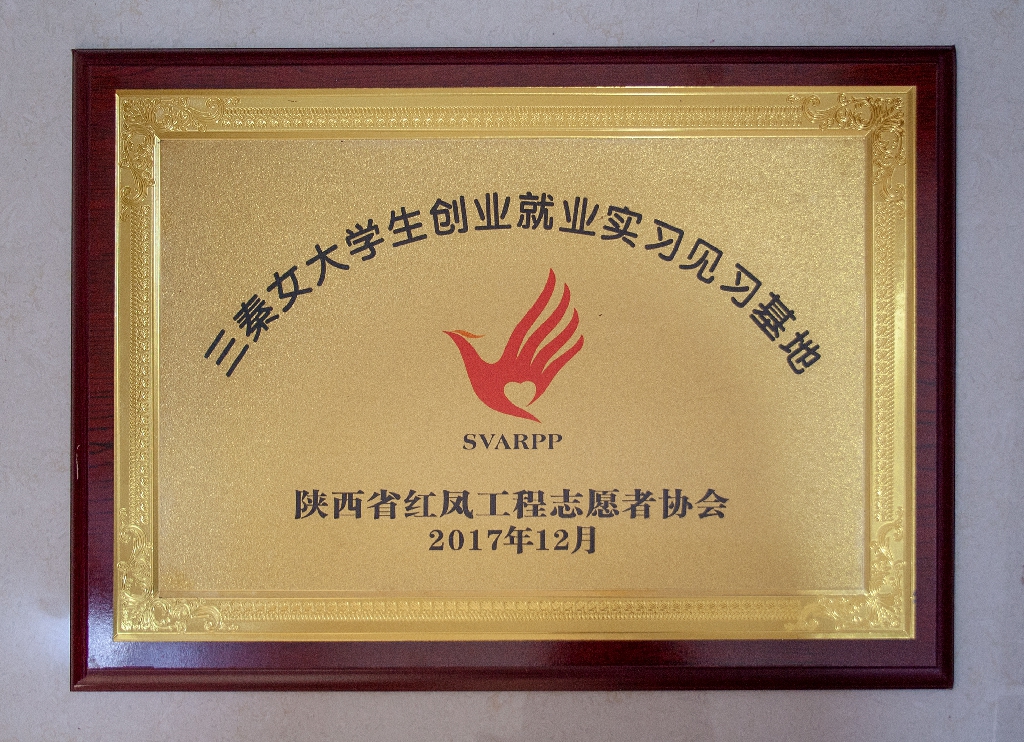 三秦女大学生创业就业实习见习基地
SVARPP
陕西省红凤工程志愿者协会
2017年12月